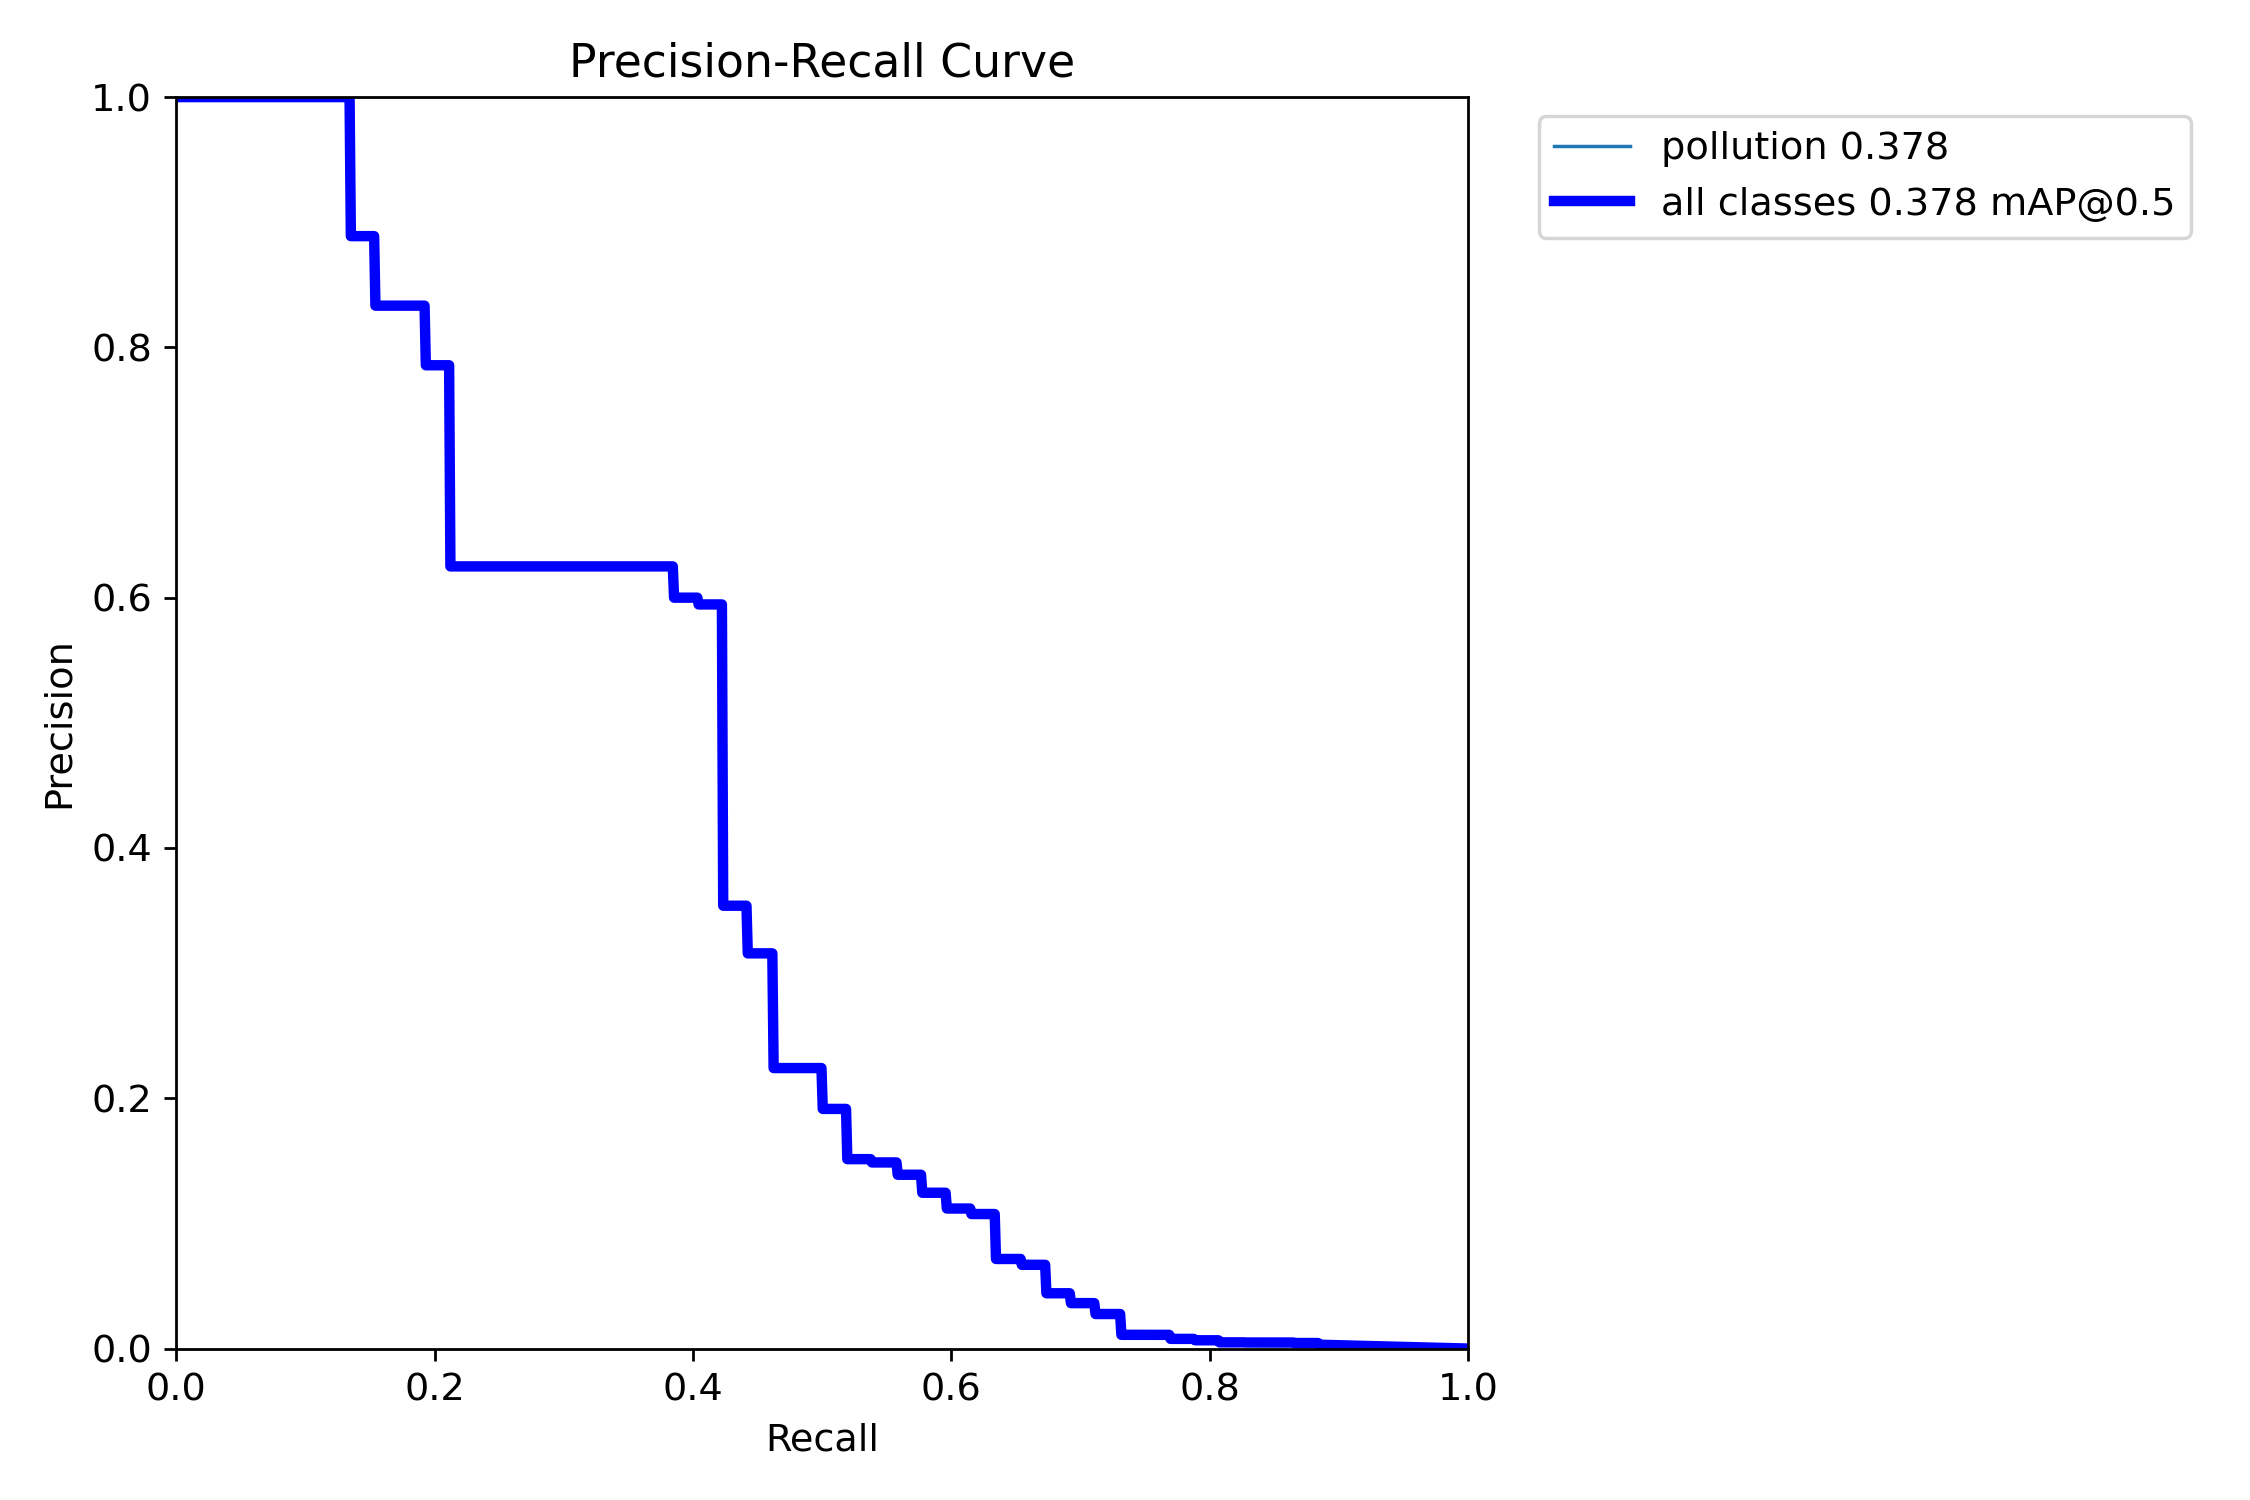 Precision-Recall Curve
1.0
0.8
0.6
0.4
0.2
0.0
Precision
0.0 0.2 0.4 0.6 0.8 1.0
Recall
pollution 0.378
all classes 0.378 mAP@0.5